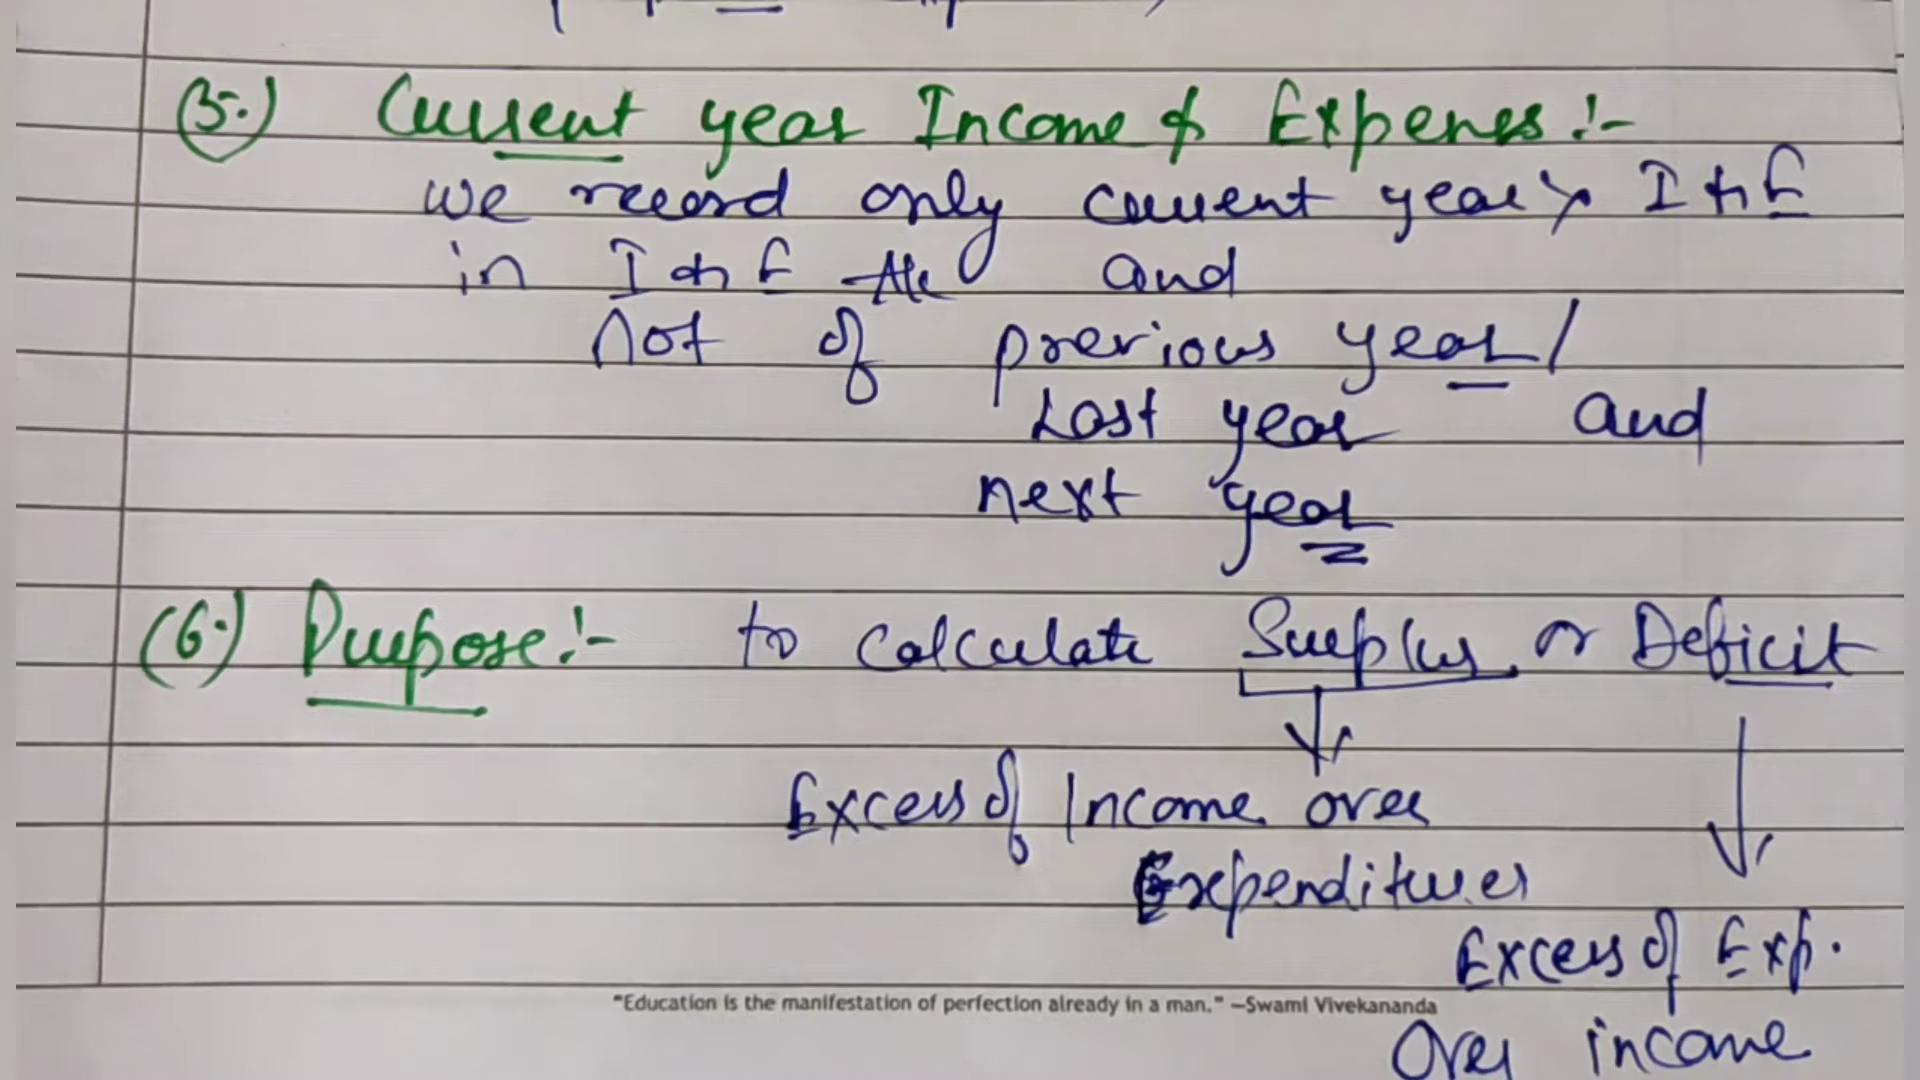 (5.) Current year Income & Expenses :-
we record only current year's I & E
in I & E A/c and
not of previous year /
Last year and
next year
(6.) Purpose :- to calculate Surplus or Deficit
Excess of Income over
Expenditures
Excess of Exp.
"Education is the manifestation of perfection already in a man." —Swami Vivekananda
Over income